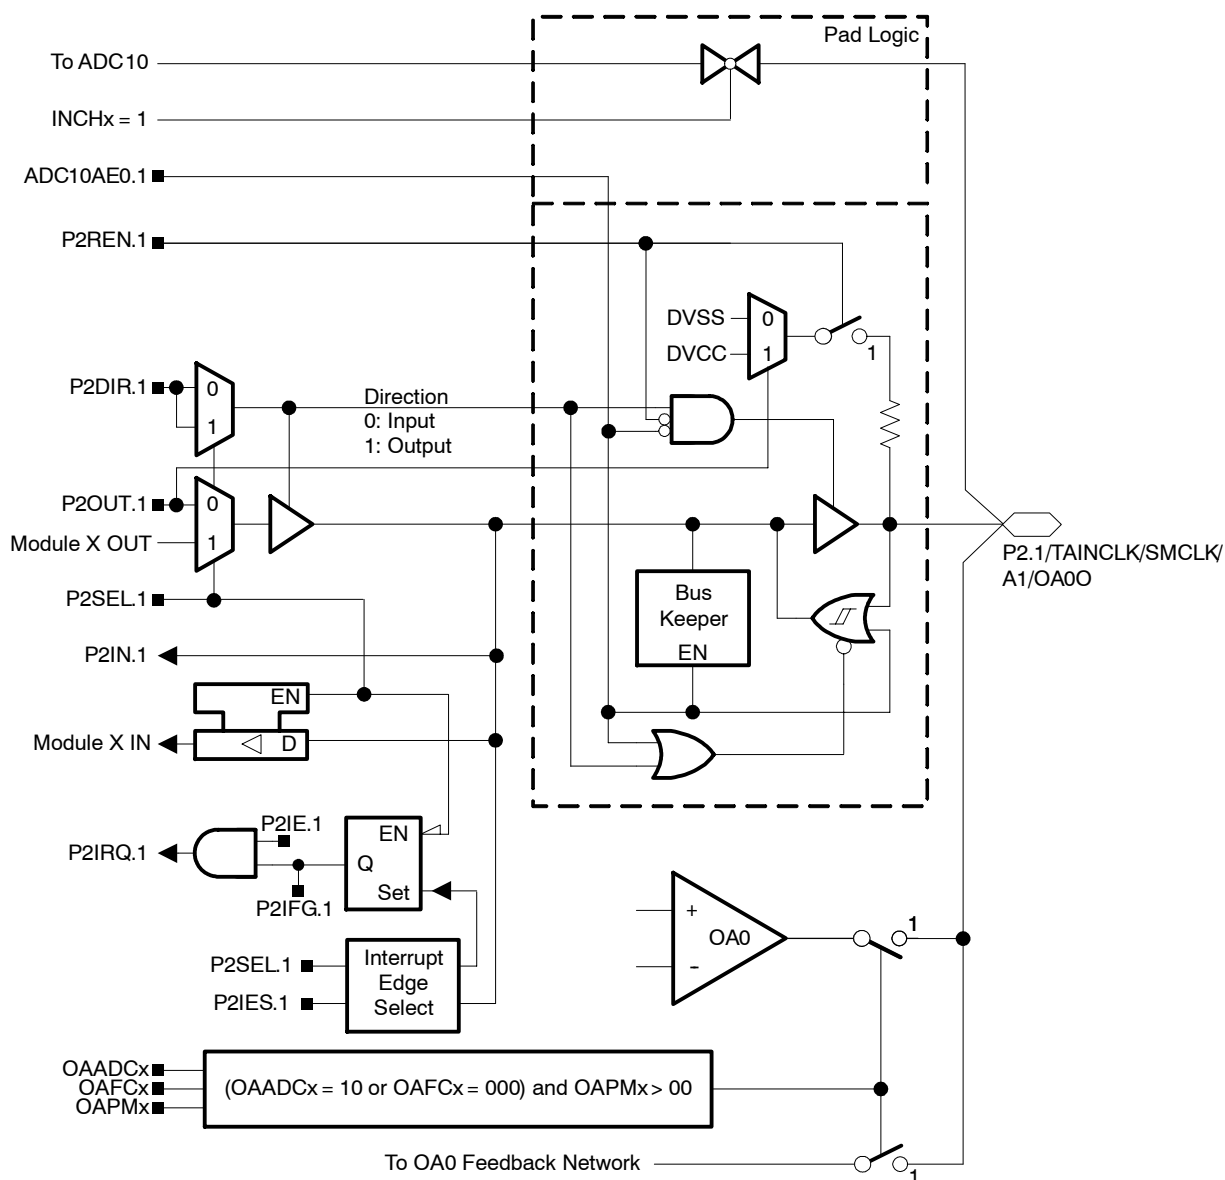 Pad Logic
To ADC10
INCHx = 1
ADC10AE0.1
P2REN.1
DVSS
0
DVCC
1
1
P2DIR.1
0
1
Direction
0: Input
1: Output
P2OUT.1
0
Module X OUT
1
P2SEL.1
P2.1/TAINCLK/SMCLK/
A1/OA0O
Bus
Keeper
EN
P2IN.1
EN
Module X IN
D
P2IE.1
P2IRQ.1
EN
Q
Set
P2IFG.1
+
OA0
-
1
P2SEL.1
P2IES.1
Interrupt
Edge
Select
OAADCx
OAFCx
OAPMx
(OAADCx = 10 or OAFCx = 000) and OAPMx > 00
To OA0 Feedback Network
1